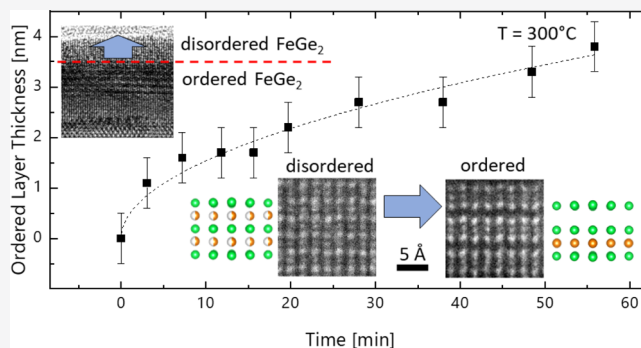 Ordered Layer Thickness [nm]
4
3
2
1
0
disordered FeGe₂
ordered FeGe₂
T = 300°C
disordered
ordered
5 Å
0
10
20
30
40
50
60
Time [min]